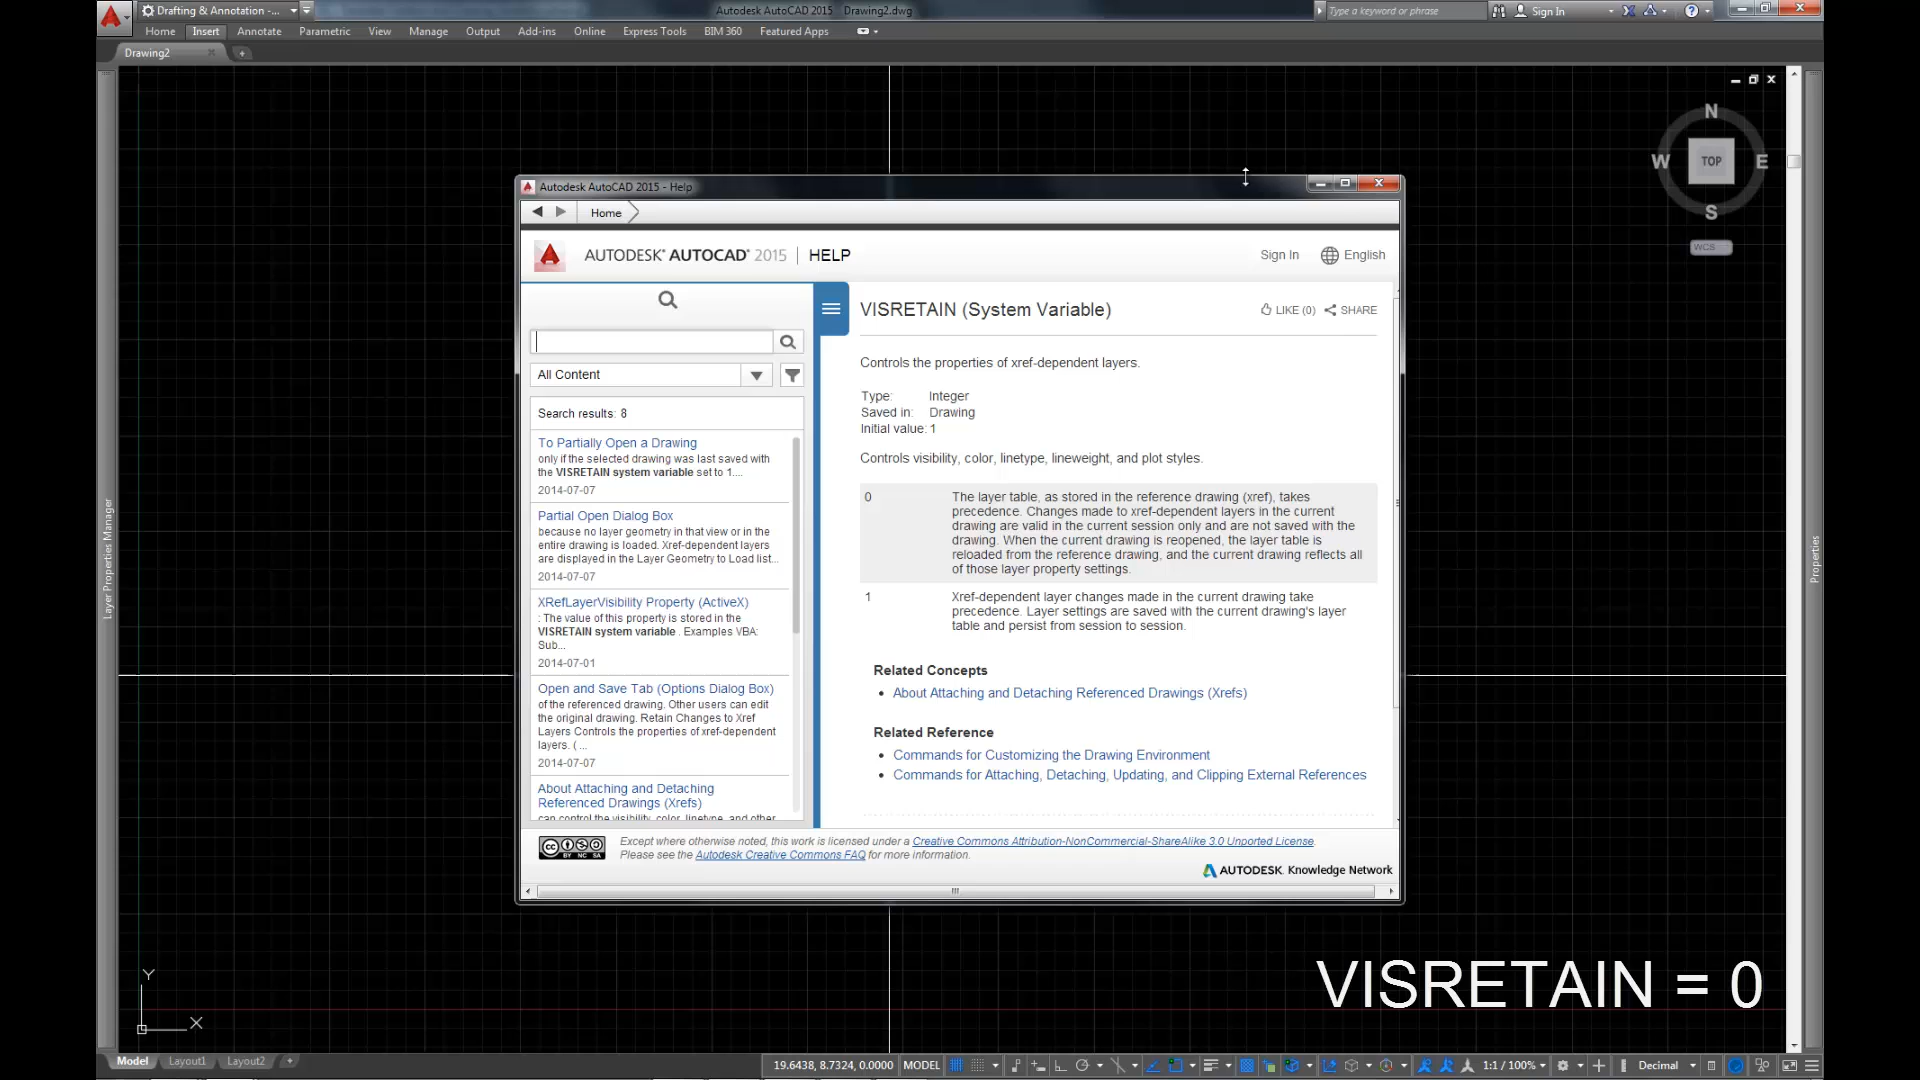 Drafting & Annotation -...
Autodesk AutoCAD 2015 Drawing2.dwg
Type a keyword or phrase
Sign In
Home Insert Annotate Parametric View Manage Output Add-ins Online Express Tools BIM 360 Featured Apps
Drawing2
N
W TOP E
S
WCS
Layer Properties Manager
Properties
Autodesk AutoCAD 2015 - Help
Home
AUTODESK® AUTOCAD® 2015 | HELP
Sign In English
All Content
Search results: 8
To Partially Open a Drawing
only if the selected drawing was last saved with
the VISRETAIN system variable set to 1....
2014-07-07
Partial Open Dialog Box
because no layer geometry in that view or in the
entire drawing is loaded. Xref-dependent layers
are displayed in the Layer Geometry to Load list...
2014-07-07
XRefLayerVisibility Property (ActiveX)
: The value of this property is stored in the
VISRETAIN system variable . Examples VBA:
Sub...
2014-07-01
Open and Save Tab (Options Dialog Box)
of the referenced drawing. Other users can edit
the original drawing. Retain Changes to Xref
Layers Controls the properties of xref-dependent
layers. ( ...
2014-07-07
About Attaching and Detaching
Referenced Drawings (Xrefs)
can control the visibility, color, linetype, and other
VISRETAIN (System Variable)
LIKE (0) SHARE
Controls the properties of xref-dependent layers.
Type: Integer
Saved in: Drawing
Initial value: 1
Controls visibility, color, linetype, lineweight, and plot styles.
0 The layer table, as stored in the reference drawing (xref), takes
precedence. Changes made to xref-dependent layers in the current
drawing are valid in the current session only and are not saved with the
drawing. When the current drawing is reopened, the layer table is
reloaded from the reference drawing, and the current drawing reflects all
of those layer property settings.
1 Xref-dependent layer changes made in the current drawing take
precedence. Layer settings are saved with the current drawing's layer
table and persist from session to session.
Related Concepts
• About Attaching and Detaching Referenced Drawings (Xrefs)
Related Reference
• Commands for Customizing the Drawing Environment
• Commands for Attaching, Detaching, Updating, and Clipping External References
cc BY NC SA
Except where otherwise noted, this work is licensed under a Creative Commons Attribution-NonCommercial-ShareAlike 3.0 Unported License.
Please see the Autodesk Creative Commons FAQ for more information.
AUTODESK. Knowledge Network
VISRETAIN = 0
Y
X
Model Layout1 Layout2
19.6438, 8.7324, 0.0000 MODEL 1:1 / 100% Decimal